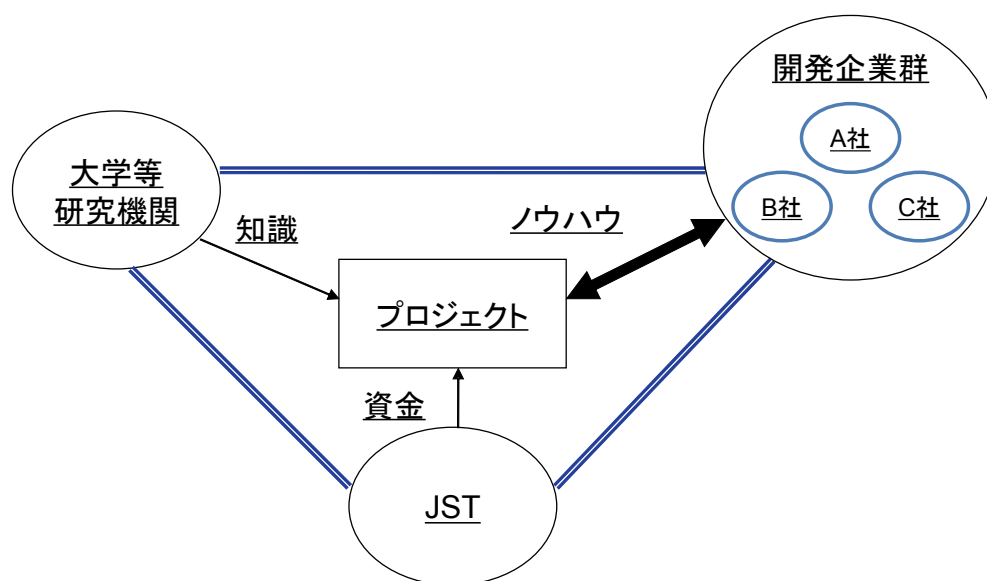 開発企業群
A社
B社
C社
大学等
研究機関
知識
ノウハウ
プロジェクト
資金
JST